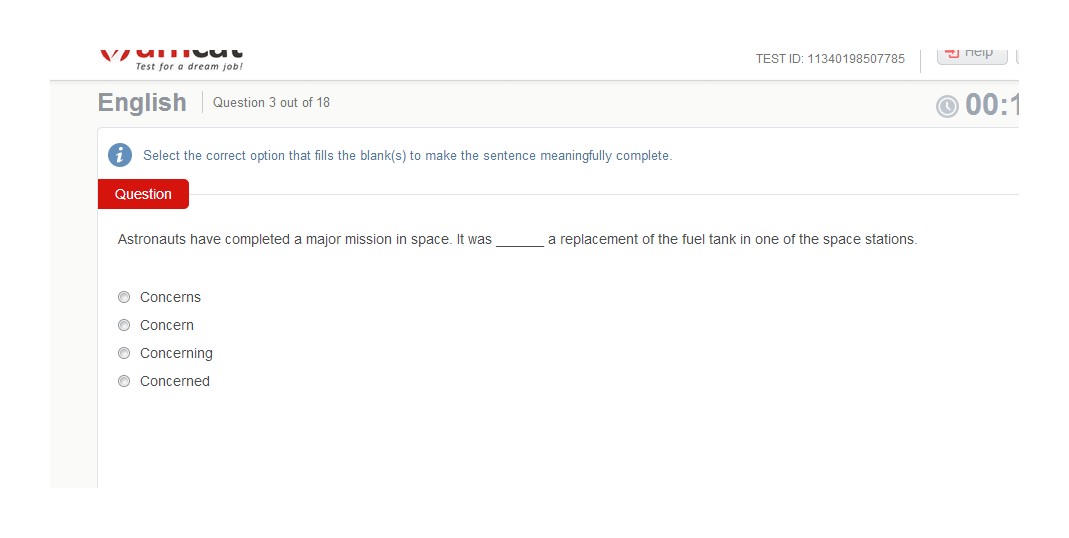 Test for a dream job!
TEST ID: 11340198507785
Help
English
Question 3 out of 18
00:1
Select the correct option that fills the blank(s) to make the sentence meaningfully complete.
Question
Astronauts have completed a major mission in space. It was ______ a replacement of the fuel tank in one of the space stations.
Concerns
Concern
Concerning
Concerned